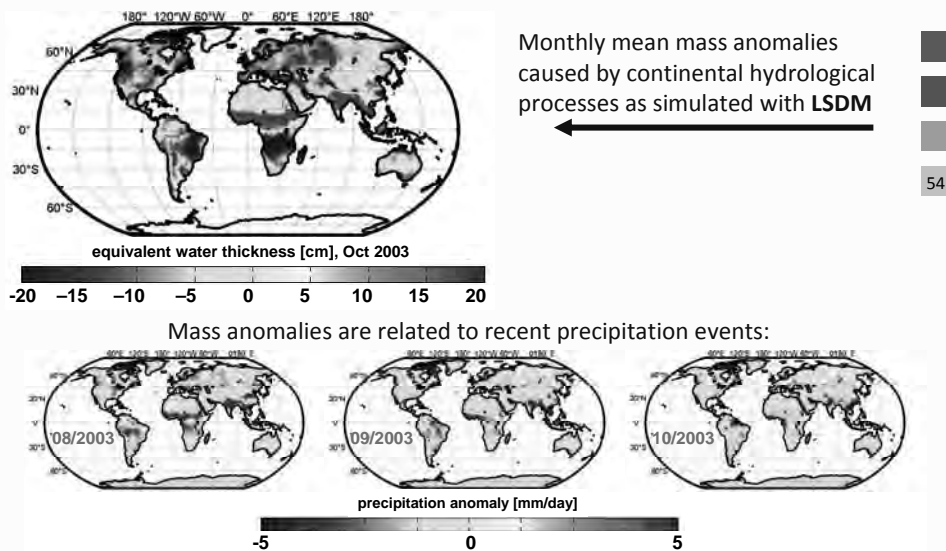 180° 120°W 60°W 0° 60°E 120°E 180°
60°N
30°N
0°
30°S
60°S
equivalent water thickness [cm], Oct 2003
-20 –15 –10 –5 0 5 10 15 20
Monthly mean mass anomalies
caused by continental hydrological
processes as simulated with LSDM
54
Mass anomalies are related to recent precipitation events:
08/2003
09/2003
10/2003
30°S
30°S
30°S
precipitation anomaly [mm/day]
-5 0 5